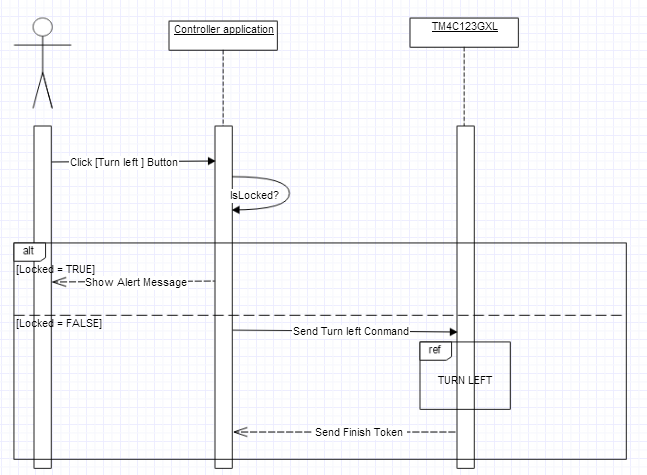 Controller application
TM4C123GXL
Click [Turn left ] Button
IsLocked?
alt
[Locked = TRUE]
Show Alert Message
[Locked = FALSE]
Send Turn left Conmand
ref
TURN LEFT
Send Finish Token